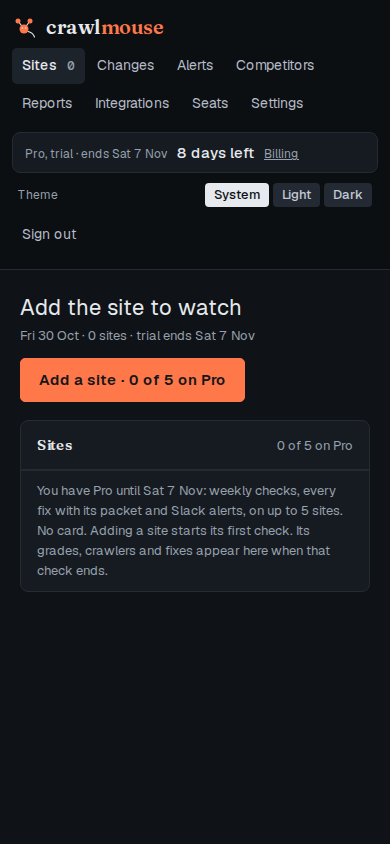 crawlmouse
Sites 0 Changes Alerts Competitors
Reports Integrations Seats Settings
Pro, trial · ends Sat 7 Nov 8 days left Billing
Theme System Light Dark
Sign out
Add the site to watch
Fri 30 Oct · 0 sites · trial ends Sat 7 Nov
Add a site · 0 of 5 on Pro
Sites 0 of 5 on Pro
You have Pro until Sat 7 Nov: weekly checks, every
fix with its packet and Slack alerts, on up to 5 sites.
No card. Adding a site starts its first check. Its
grades, crawlers and fixes appear here when that
check ends.